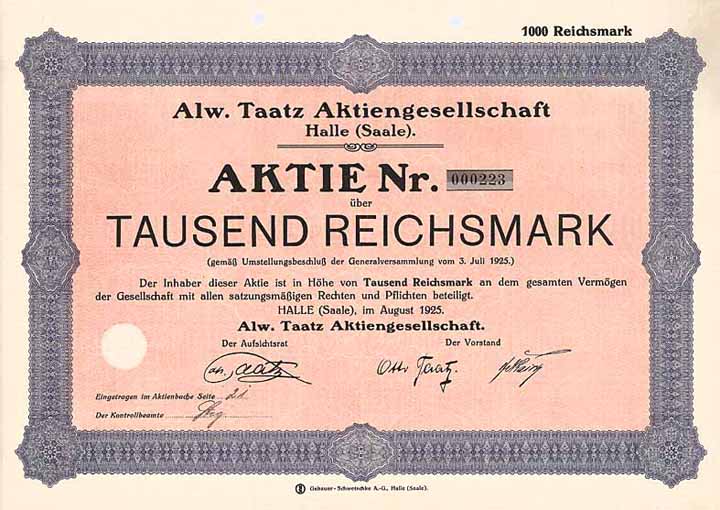 1000 Reichsmark
Alw. Taatz Aktiengesellschaft
Halle (Saale).
AKTIE Nr. 000223
über
TAUSEND REICHSMARK
(gemäß Umstellungsbeschluß der Generalversammlung vom 3. Juli 1925.)
Der Inhaber dieser Aktie ist in Höhe von Tausend Reichsmark an dem gesamten Vermögen
der Gesellschaft mit allen satzungsmäßigen Rechten und Pflichten beteiligt.
HALLE (Saale), im August 1925.
Alw. Taatz Aktiengesellschaft.
Der Aufsichtsrat Der Vorstand
Taatz Otto Taatz.
Eingetragen im Aktienbuche Seite
Der Kontrollbeamte
Gebauer-Schwetschke A.-G., Halle (Saale).